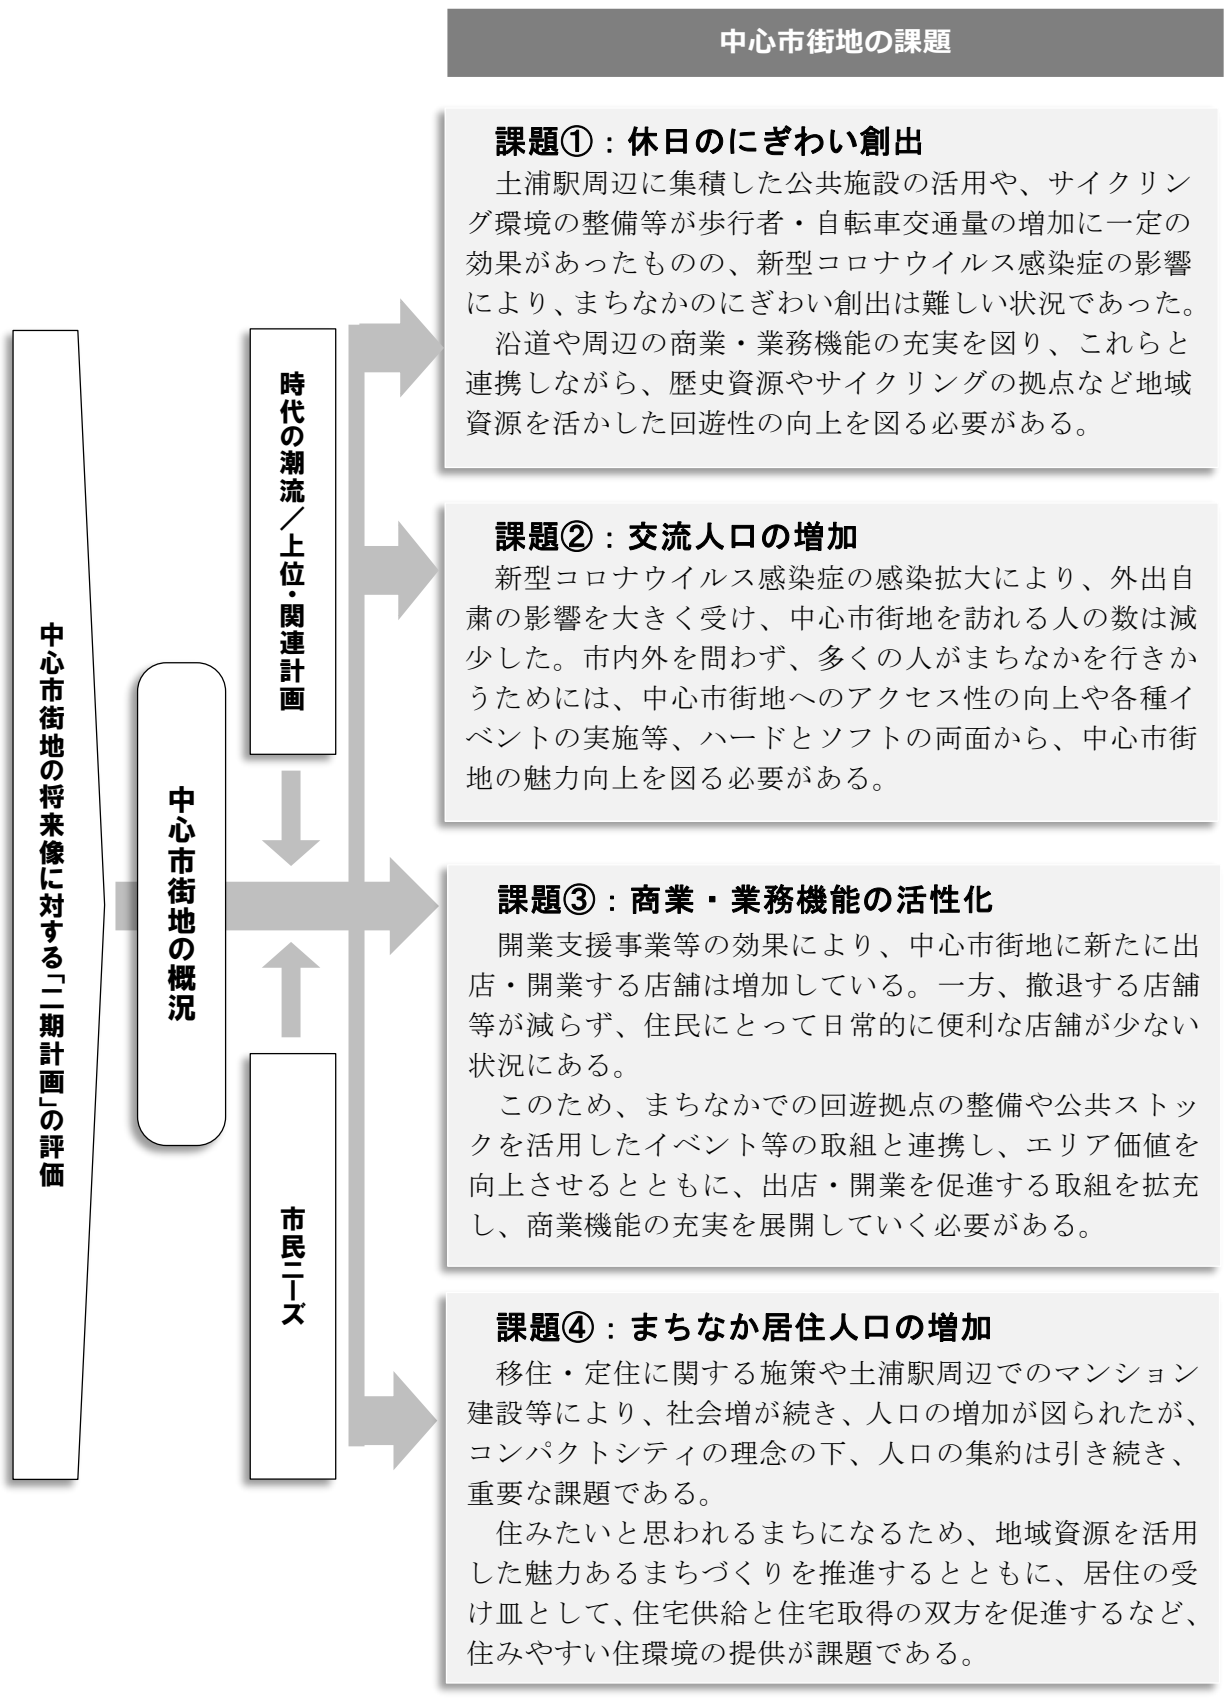 中心市街地の課題
中心市街地の将来像に対する「二期計画」の評価
中心市街地の概況
時代の潮流／上位・関連計画
市民ニーズ
課題①：休日のにぎわい創出
土浦駅周辺に集積した公共施設の活用や、サイクリン
グ環境の整備等が歩行者・自転車交通量の増加に一定の
効果があったものの、新型コロナウイルス感染症の影響
により、まちなかのにぎわい創出は難しい状況であった。
沿道や周辺の商業・業務機能の充実を図り、これらと
連携しながら、歴史資源やサイクリングの拠点など地域
資源を活かした回遊性の向上を図る必要がある。
課題②：交流人口の増加
新型コロナウイルス感染症の感染拡大により、外出自
粛の影響を大きく受け、中心市街地を訪れる人の数は減
少した。市内外を問わず、多くの人がまちなかを行きか
うためには、中心市街地へのアクセス性の向上や各種イ
ベントの実施等、ハードとソフトの両面から、中心市街
地の魅力向上を図る必要がある。
課題③：商業・業務機能の活性化
開業支援事業等の効果により、中心市街地に新たに出
店・開業する店舗は増加している。一方、撤退する店舗
等が減らず、住民にとって日常的に便利な店舗が少ない
状況にある。
このため、まちなかでの回遊拠点の整備や公共ストッ
クを活用したイベント等の取組と連携し、エリア価値を
向上させるとともに、出店・開業を促進する取組を拡充
し、商業機能の充実を展開していく必要がある。
課題④：まちなか居住人口の増加
移住・定住に関する施策や土浦駅周辺でのマンション
建設等により、社会増が続き、人口の増加が図られたが、
コンパクトシティの理念の下、人口の集約は引き続き、
重要な課題である。
住みたいと思われるまちになるため、地域資源を活用
した魅力あるまちづくりを推進するとともに、居住の受
け皿として、住宅供給と住宅取得の双方を促進するなど、
住みやすい住環境の提供が課題である。